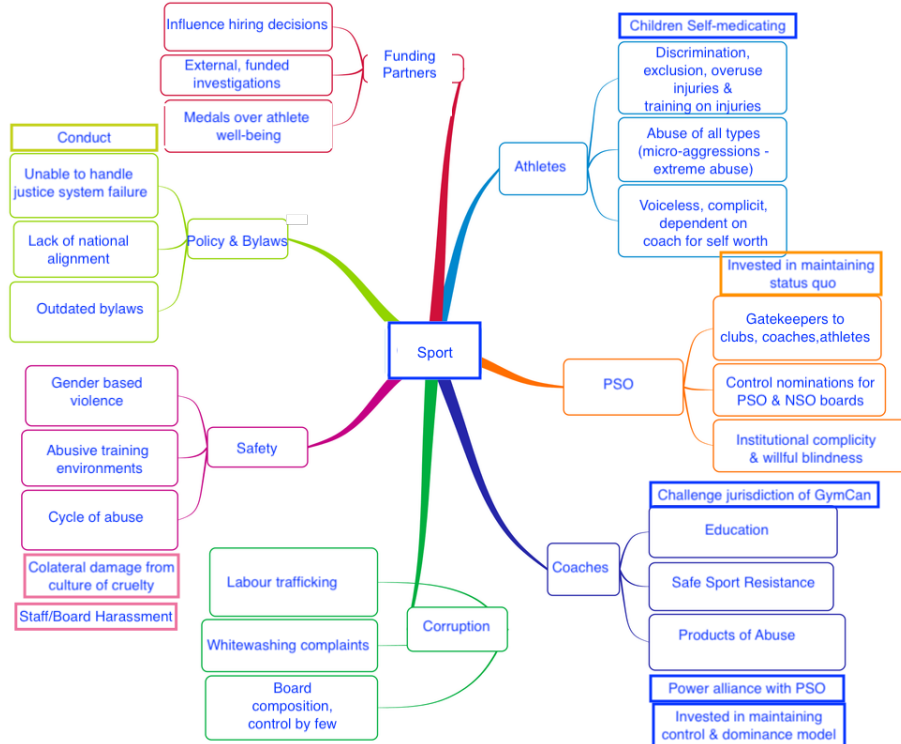 Influence hiring decisions
External, funded
investigations
Medals over athlete
well-being
Funding
Partners
Children Self-medicating
Discrimination,
exclusion, overuse
injuries &
training on injuries
Abuse of all types
(micro-aggressions -
extreme abuse)
Voiceless, complicit,
dependent on
coach for self worth
Athletes
Conduct
Unable to handle
justice system failure
Lack of national
alignment
Outdated bylaws
Policy & Bylaws
Sport
Invested in maintaining
status quo
Gatekeepers to
clubs, coaches,athletes
Control nominations for
PSO & NSO boards
Institutional complicity
& willful blindness
PSO
Gender based
violence
Abusive training
environments
Cycle of abuse
Safety
Colateral damage from
culture of cruelty
Staff/Board Harassment
Challenge jurisdiction of GymCan
Education
Safe Sport Resistance
Products of Abuse
Coaches
Power alliance with PSO
Invested in maintaining
control & dominance model
Labour trafficking
Whitewashing complaints
Board
composition,
control by few
Corruption